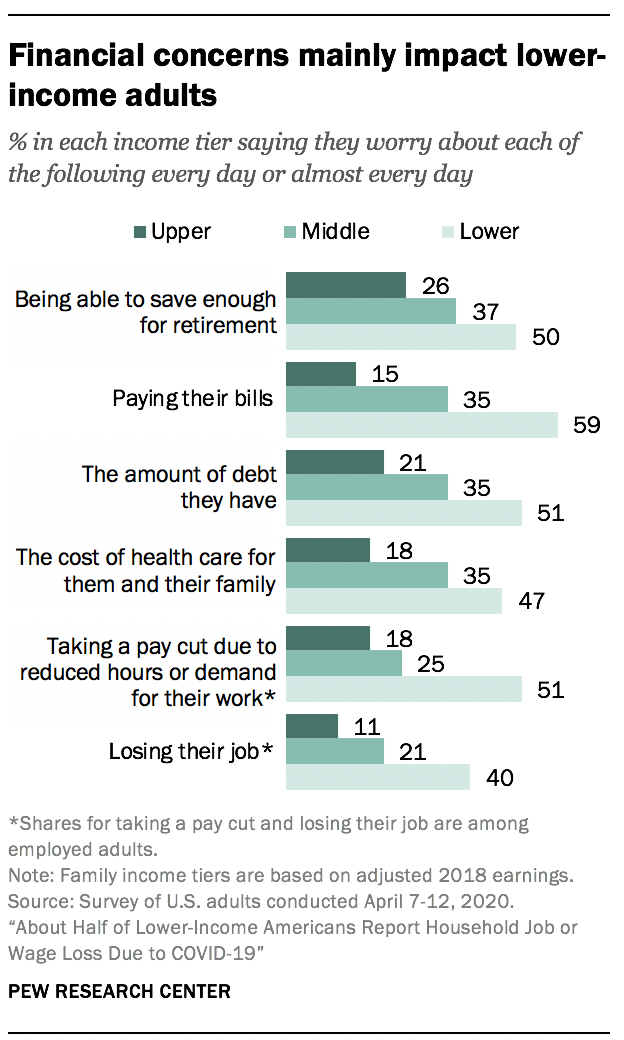 Financial concerns mainly impact lower-
income adults
% in each income tier saying they worry about each of
the following every day or almost every day
Upper Middle Lower
Being able to save enough
for retirement
26
37
50
Paying their bills
15
35
59
The amount of debt
they have
21
35
51
The cost of health care for
them and their family
18
35
47
Taking a pay cut due to
reduced hours or demand
for their work*
18
25
51
Losing their job*
11
21
40
*Shares for taking a pay cut and losing their job are among
employed adults.
Note: Family income tiers are based on adjusted 2018 earnings.
Source: Survey of U.S. adults conducted April 7-12, 2020.
“About Half of Lower-Income Americans Report Household Job or
Wage Loss Due to COVID-19”
PEW RESEARCH CENTER